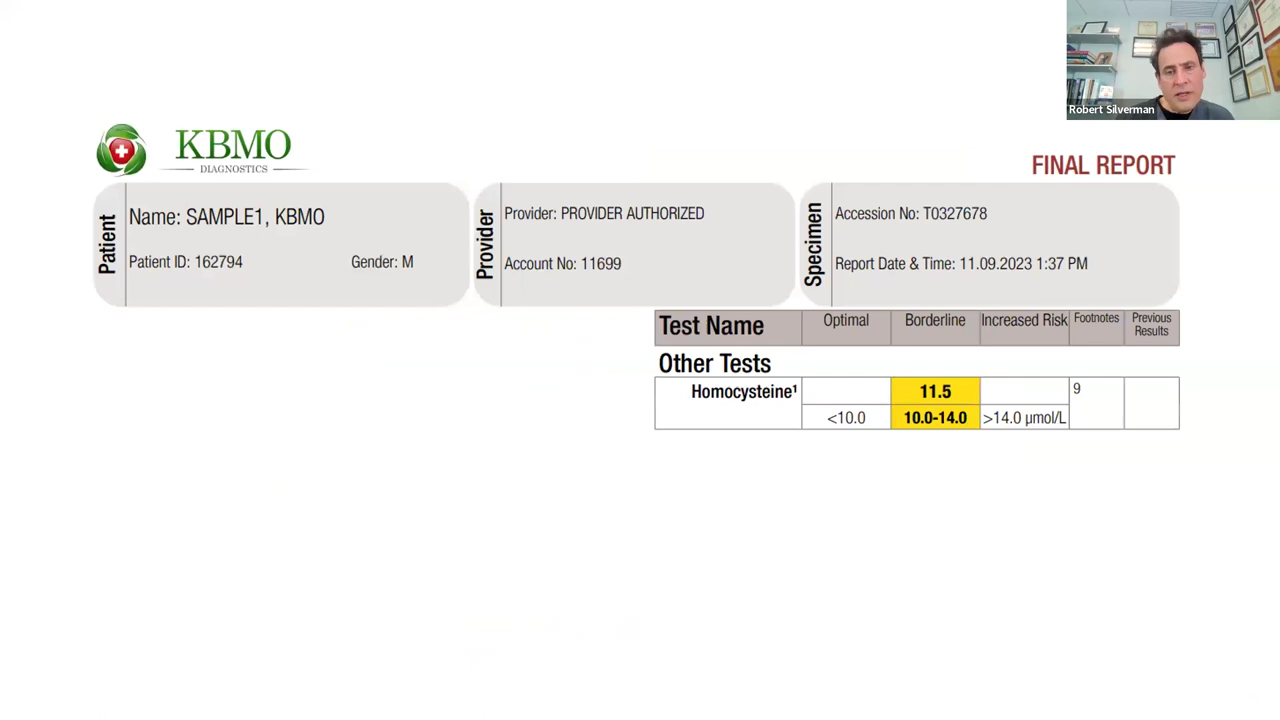 Robert Silverman
KBMO
DIAGNOSTICS
FINAL REPORT
Patient
Name: SAMPLE1, KBMO
Patient ID: 162794 Gender: M
Provider
Provider: PROVIDER AUTHORIZED
Account No: 11699
Specimen
Accession No: T0327678
Report Date & Time: 11.09.2023 1:37 PM
Test Name Optimal Borderline Increased Risk Footnotes Previous Results
Other Tests
Homocysteine¹ 11.5 9
<10.0 10.0-14.0 >14.0 µmol/L